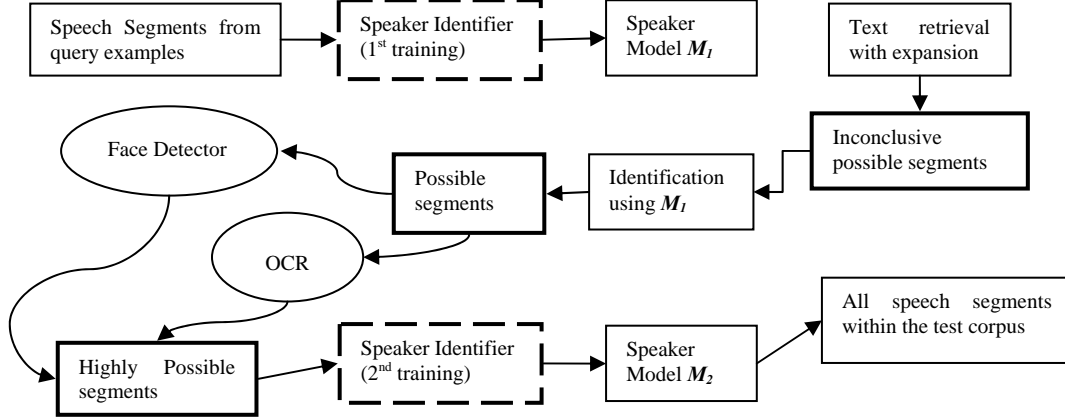 Speech Segments from
query examples
Speaker Identifier
(1st training)
Speaker
Model M1
Text retrieval
with expansion
Face Detector
Possible
segments
Identification
using M1
Inconclusive
possible segments
OCR
All speech segments
within the test corpus
Highly Possible
segments
Speaker Identifier
(2nd training)
Speaker
Model M2